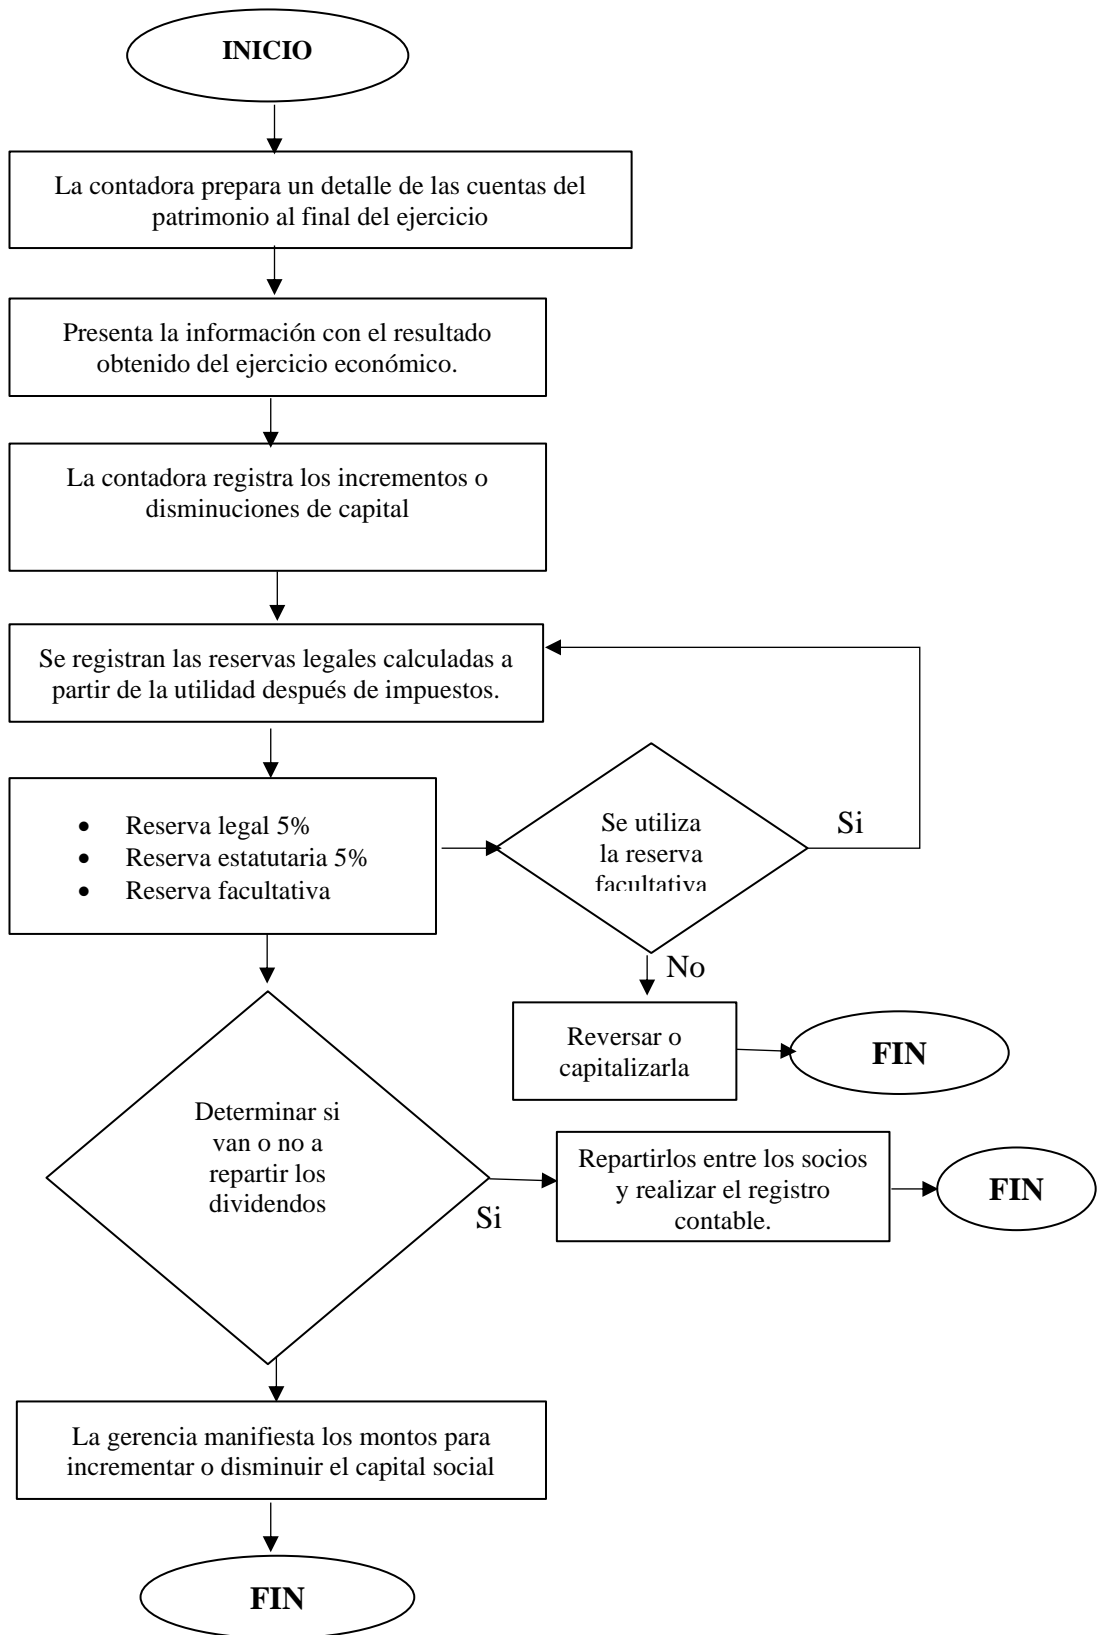 INICIO
La contadora prepara un detalle de las cuentas del
patrimonio al final del ejercicio
Presenta la información con el resultado
obtenido del ejercicio económico.
La contadora registra los incrementos o
disminuciones de capital
Se registran las reservas legales calculadas a
partir de la utilidad después de impuestos.
• Reserva legal 5%
• Reserva estatutaria 5%
• Reserva facultativa
Se utiliza
la reserva
facultativa
Si
No
Reversar o
capitalizarla
FIN
Determinar si
van o no a
repartir los
dividendos
Si
Repartirlos entre los socios
y realizar el registro
contable.
FIN
La gerencia manifiesta los montos para
incrementar o disminuir el capital social
FIN